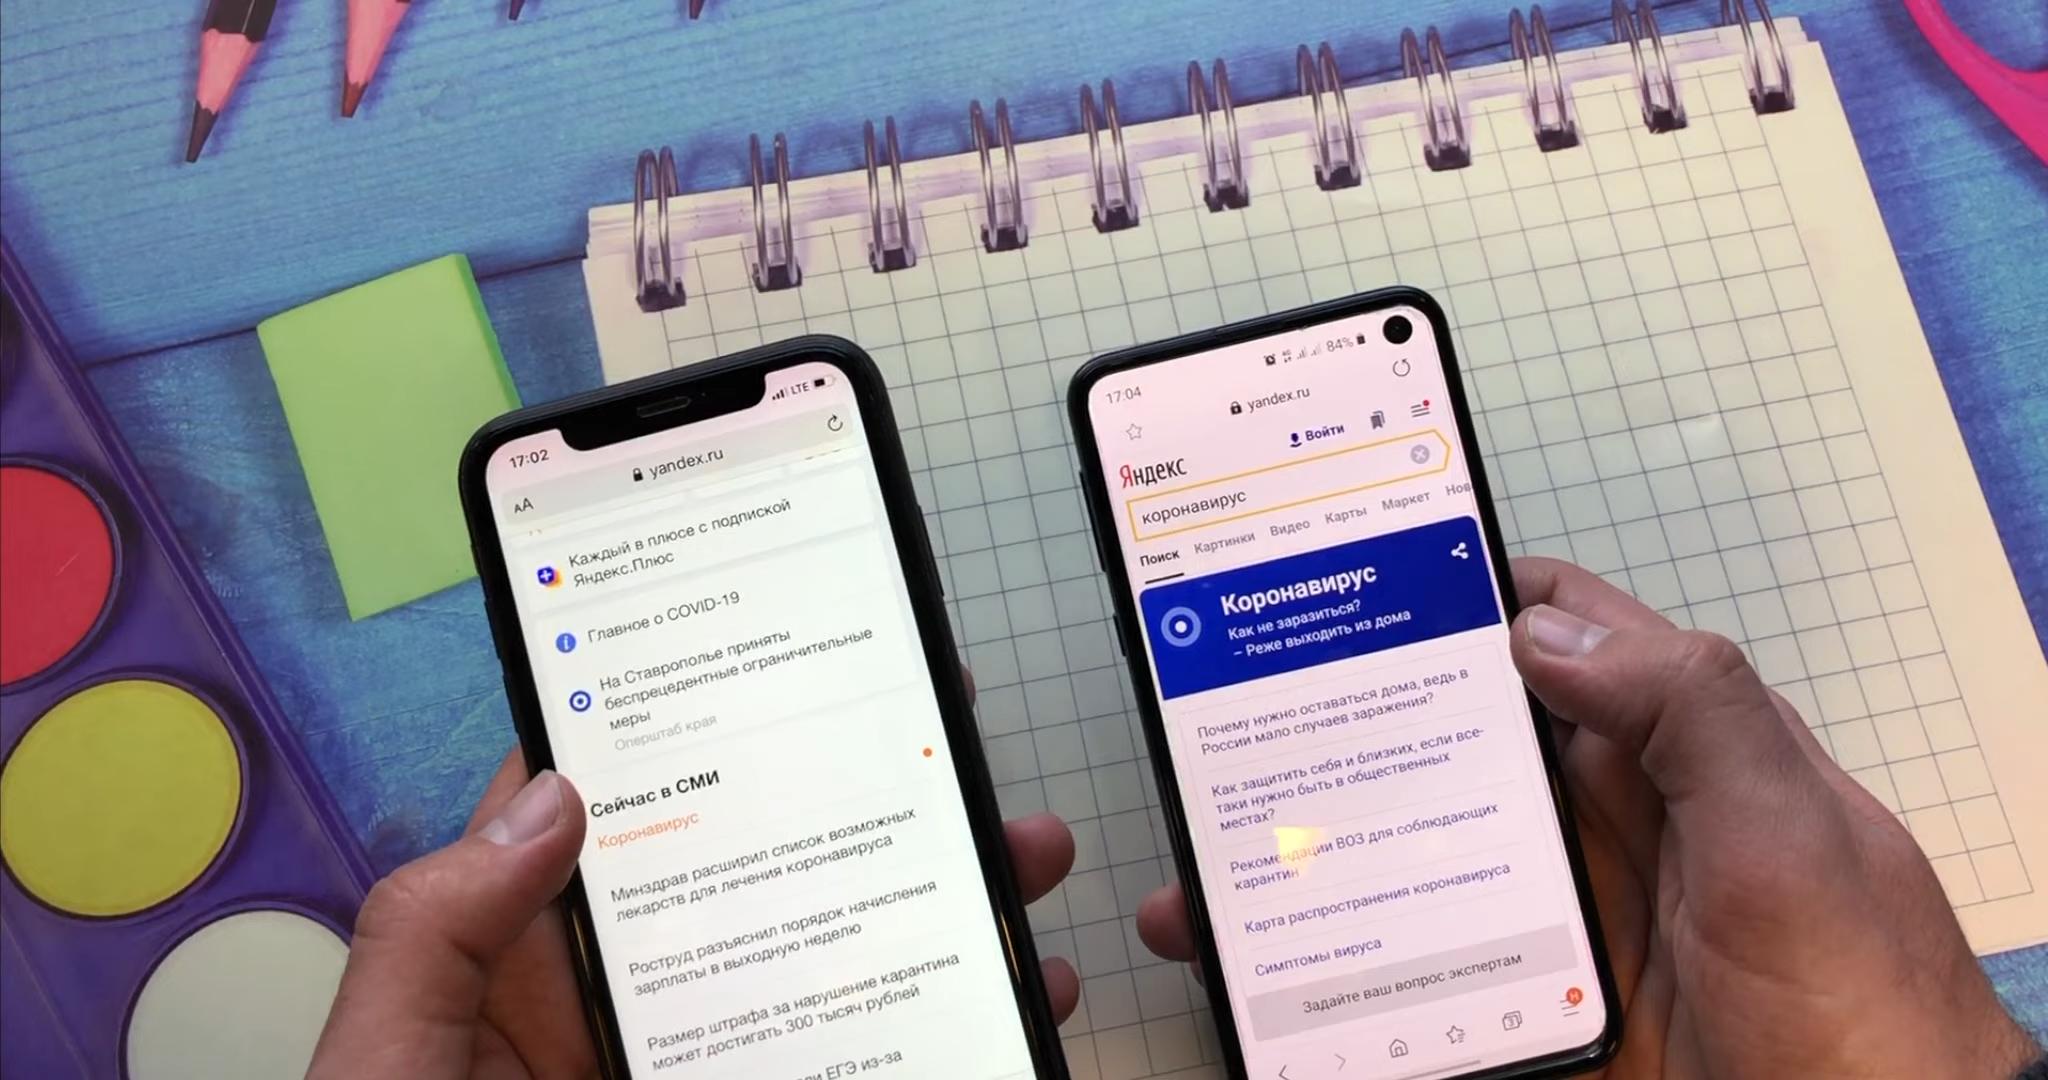 17:02
LTE
AA
yandex.ru
Каждый в плюсе с подпиской
Яндекс.Плюс
Главное о COVID-19
На Ставрополье приняты
беспрецедентные ограничительные
меры
Оперштаб края
Сейчас в СМИ
Коронавирус
Минздрав расширил список возможных
лекарств для лечения коронавируса
Роструд разъяснил порядок начисления
зарплаты в выходную неделю
Размер штрафа за нарушение карантина
может достигать 300 тысяч рублей
ЕГЭ из-за
17:04
84%
yandex.ru
Войти
Яндекс
коронавирус
Поиск Картинки Видео Карты Маркет Нов
Коронавирус
Как не заразиться?
– Реже выходить из дома
Почему нужно оставаться дома, ведь в
России мало случаев заражения?
Как защитить себя и близких, если все-
таки нужно быть в общественных
местах?
Рекомендации ВОЗ для соблюдающих
карантин
Карта распространения коронавируса
Симптомы вируса
Задайте ваш вопрос экспертам
3
Н